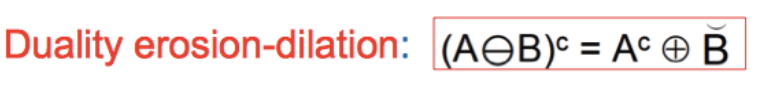 Duality erosion-dilation: (A⊖B)ᶜ = Aᶜ ⊕ B̆